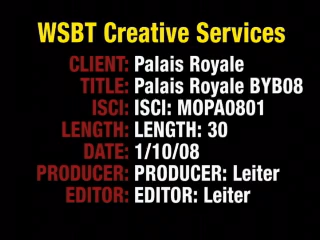 WSBT Creative Services
CLIENT: Palais Royale
TITLE: Palais Royale BYB08
ISCI: ISCI: MOPA0801
LENGTH: LENGTH: 30
DATE: 1/10/08
PRODUCER: PRODUCER: Leiter
EDITOR: EDITOR: Leiter